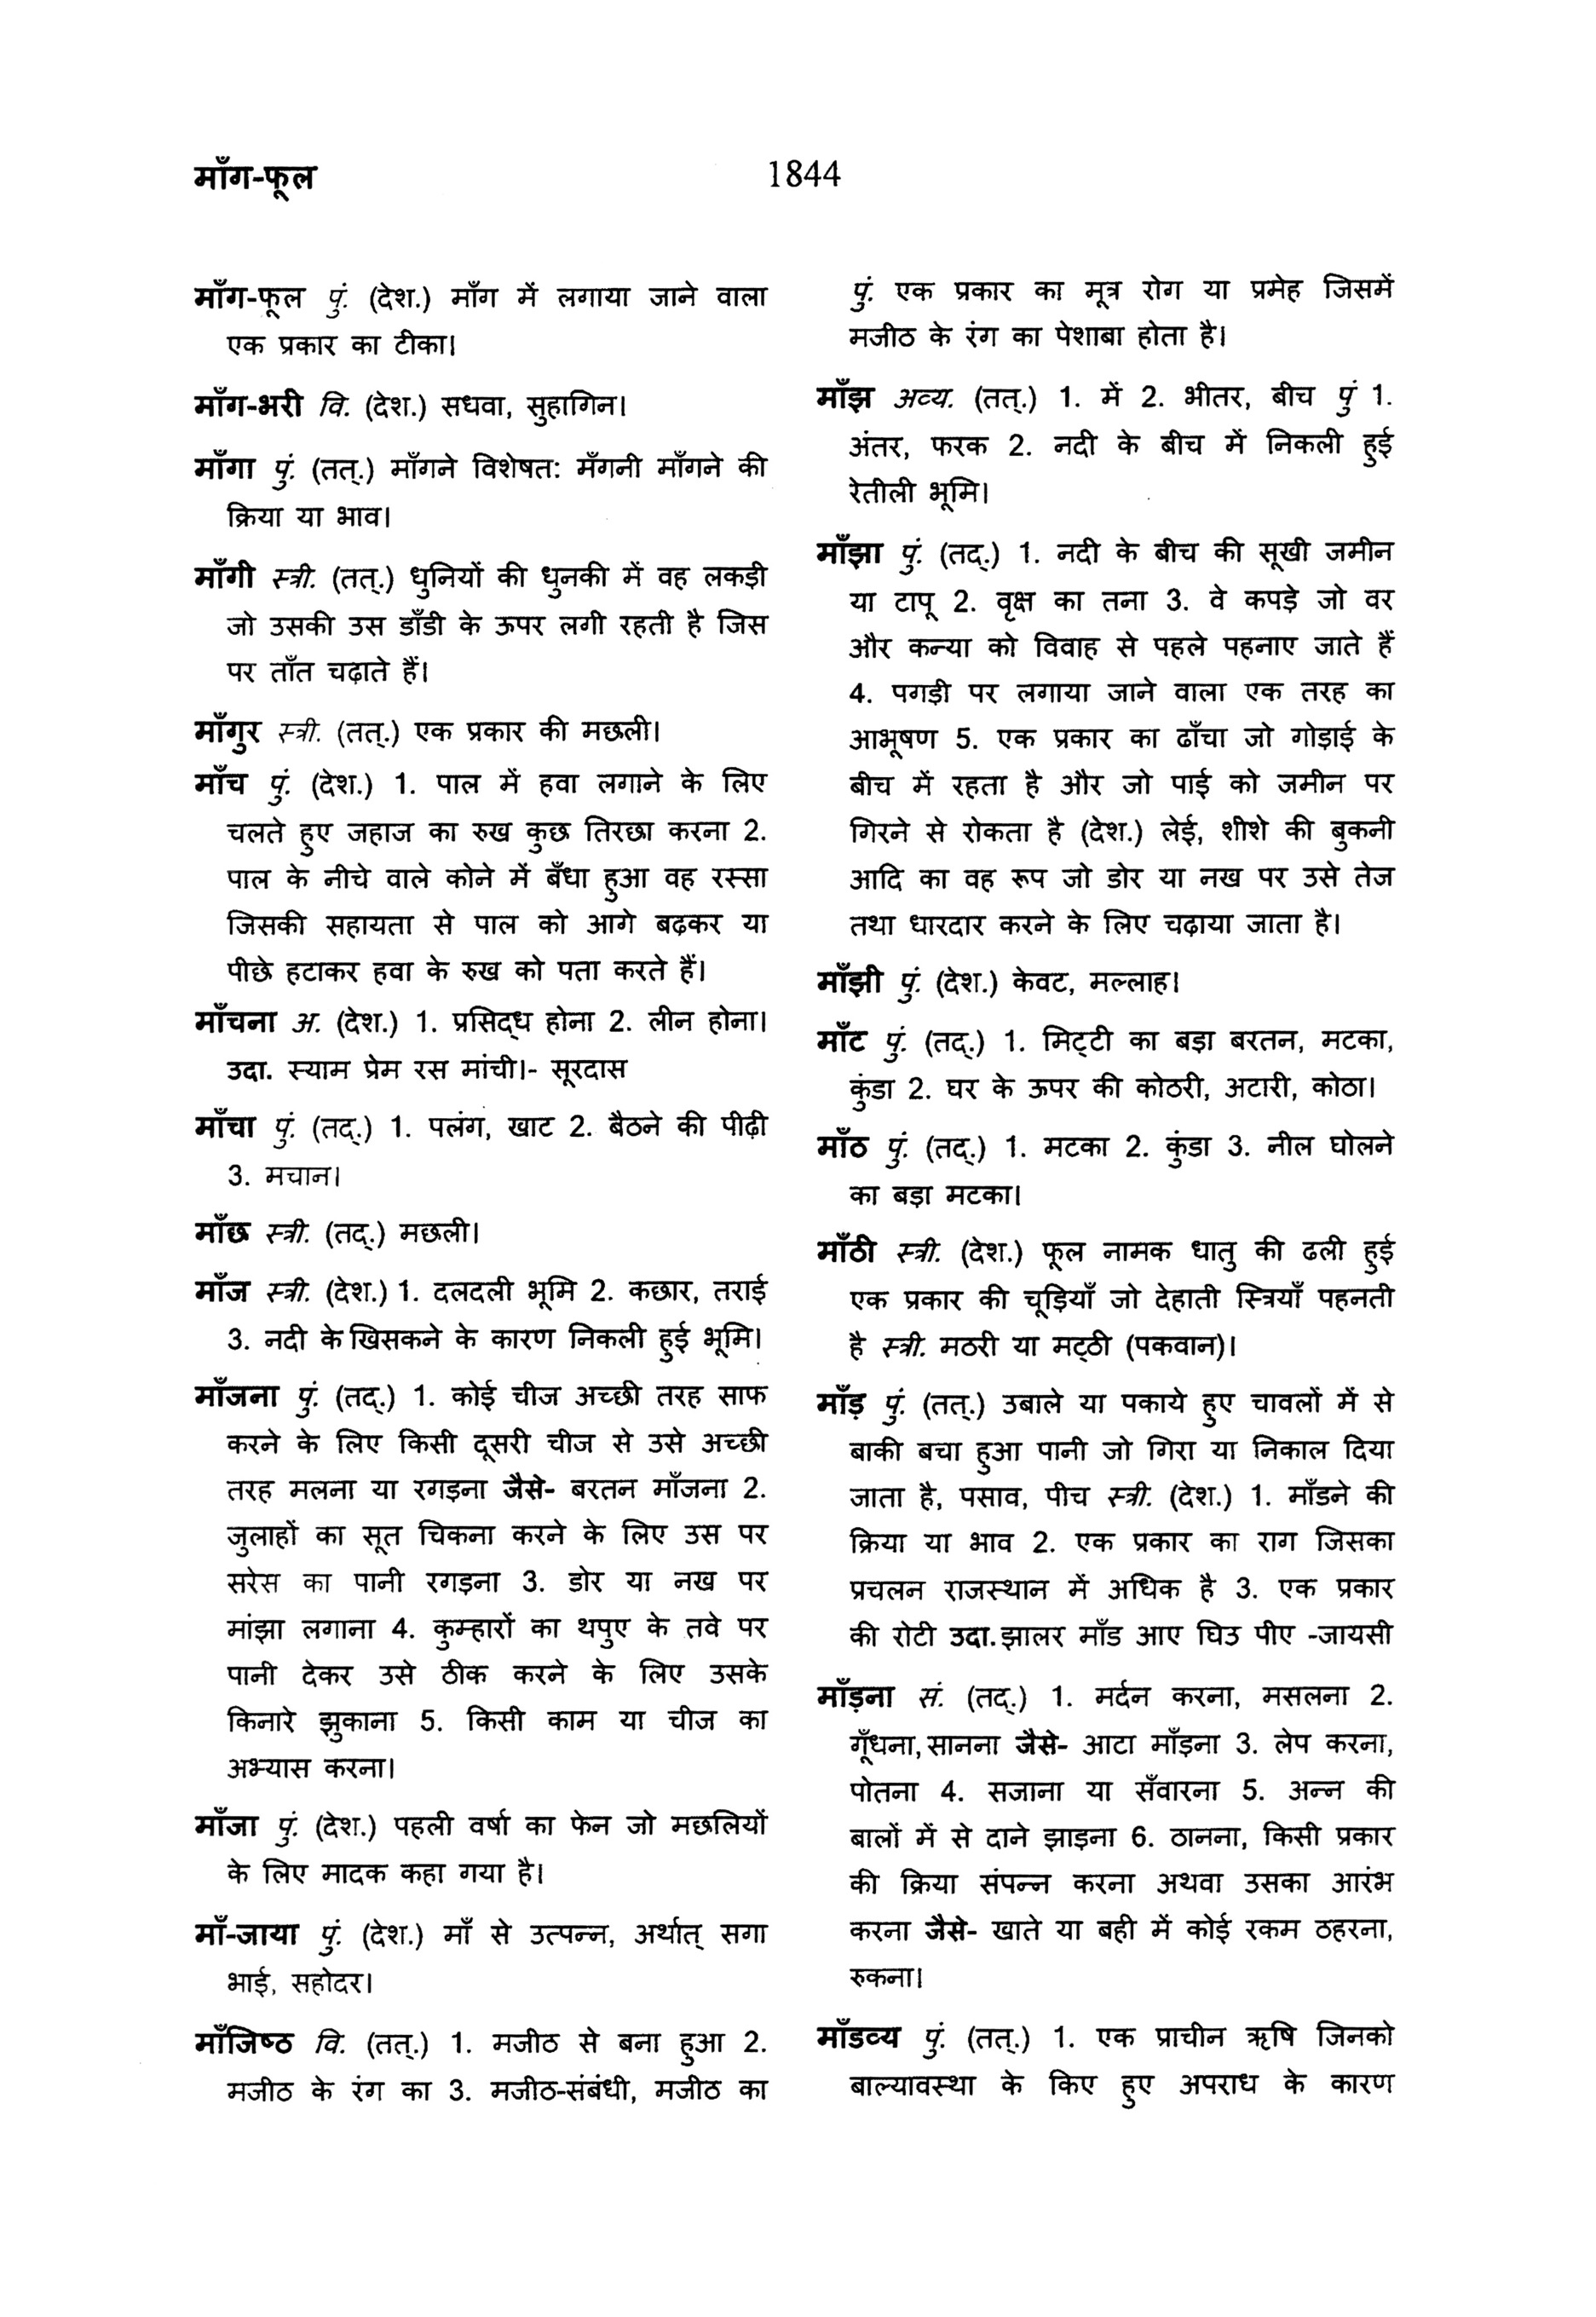 माँग-फूल
1844
माँग-फूल पुं. (देश.) माँग में लगाया जाने वाला
एक प्रकार का टीका।
माँग-भरी वि. (देश.) सधवा, सुहागिन।
माँगा पुं. (तत्.) माँगने विशेषत: मँगनी माँगने की
क्रिया या भाव।
माँगी स्त्री. (तत्.) धुनियों की धुनकी में वह लकड़ी
जो उसकी उस डाँडी के ऊपर लगी रहती है जिस
पर ताँत चढ़ाते हैं।
माँगुर स्त्री. (तत्.) एक प्रकार की मछली।
माँच पुं. (देश.) 1. पाल में हवा लगाने के लिए
चलते हुए जहाज का रुख कुछ तिरछा करना 2.
पाल के नीचे वाले कोने में बँधा हुआ वह रस्सा
जिसकी सहायता से पाल को आगे बढ़कर या
पीछे हटाकर हवा के रुख को पता करते हैं।
माँचना अ. (देश.) 1. प्रसिद्ध होना 2. लीन होना।
उदा. स्याम प्रेम रस मांची।- सूरदास
माँचा पुं. (तद्.) 1. पलंग, खाट 2. बैठने की पीढ़ी
3. मचान।
माँछ स्त्री. (तद्.) मछली।
माँज स्त्री. (देश.) 1. दलदली भूमि 2. कछार, तराई
3. नदी के खिसकने के कारण निकली हुई भूमि।
माँजना पुं. (तद्.) 1. कोई चीज अच्छी तरह साफ
करने के लिए किसी दूसरी चीज से उसे अच्छी
तरह मलना या रगड़ना जैसे- बरतन माँजना 2.
जुलाहों का सूत चिकना करने के लिए उस पर
सरेस का पानी रगड़ना 3. डोर या नख पर
मांझा लगाना 4. कुम्हारों का थपुए के तवे पर
पानी देकर उसे ठीक करने के लिए उसके
किनारे झुकाना 5. किसी काम या चीज का
अभ्यास करना।
माँजा पुं. (देश.) पहली वर्षा का फेन जो मछलियों
के लिए मादक कहा गया है।
माँ-जाया पुं. (देश.) माँ से उत्पन्न, अर्थात् सगा
भाई, सहोदर।
माँजिष्ठ वि. (तत्.) 1. मजीठ से बना हुआ 2.
मजीठ के रंग का 3. मजीठ-संबंधी, मजीठ का
पुं. एक प्रकार का मूत्र रोग या प्रमेह जिसमें
मजीठ के रंग का पेशाबा होता है।
माँझ अव्य. (तत्.) 1. में 2. भीतर, बीच पुं 1.
अंतर, फरक 2. नदी के बीच में निकली हुई
रेतीली भूमि।
माँझा पुं. (तद्.) 1. नदी के बीच की सूखी जमीन
या टापू 2. वृक्ष का तना 3. वे कपड़े जो वर
और कन्या को विवाह से पहले पहनाए जाते हैं
4. पगड़ी पर लगाया जाने वाला एक तरह का
आभूषण 5. एक प्रकार का ढाँचा जो गोड़ाई के
बीच में रहता है और जो पाई को जमीन पर
गिरने से रोकता है (देश.) लेई, शीशे की बुकनी
आदि का वह रूप जो डोर या नख पर उसे तेज
तथा धारदार करने के लिए चढ़ाया जाता है।
माँझी पुं. (देश.) केवट, मल्लाह।
माँट पुं. (तद्.) 1. मिट्टी का बड़ा बरतन, मटका,
कुंडा 2. घर के ऊपर की कोठरी, अटारी, कोठा।
माँठ पुं. (तद्.) 1. मटका 2. कुंडा 3. नील घोलने
का बड़ा मटका।
माँठी स्त्री. (देश.) फूल नामक धातु की ढली हुई
एक प्रकार की चूड़ियाँ जो देहाती स्त्रियाँ पहनती
है स्त्री. मठरी या मट्ठी (पकवान)।
माँड़ पुं. (तत्.) उबाले या पकाये हुए चावलों में से
बाकी बचा हुआ पानी जो गिरा या निकाल दिया
जाता है, पसाव, पीच स्त्री. (देश.) 1. माँडने की
क्रिया या भाव 2. एक प्रकार का राग जिसका
प्रचलन राजस्थान में अधिक है 3. एक प्रकार
की रोटी उदा. झालर माँड आए घिउ पीए -जायसी
माँड़ना सं. (तद्.) 1. मर्दन करना, मसलना 2.
गूँधना, सानना जैसे- आटा माँड़ना 3. लेप करना,
पोतना 4. सजाना या सँवारना 5. अन्न की
बालों में से दाने झाड़ना 6. ठानना, किसी प्रकार
की क्रिया संपन्न करना अथवा उसका आरंभ
करना जैसे- खाते या बही में कोई रकम ठहरना,
रुकना।
माँडव्य पुं. (तत्.) 1. एक प्राचीन ऋषि जिनको
बाल्यावस्था के किए हुए अपराध के कारण